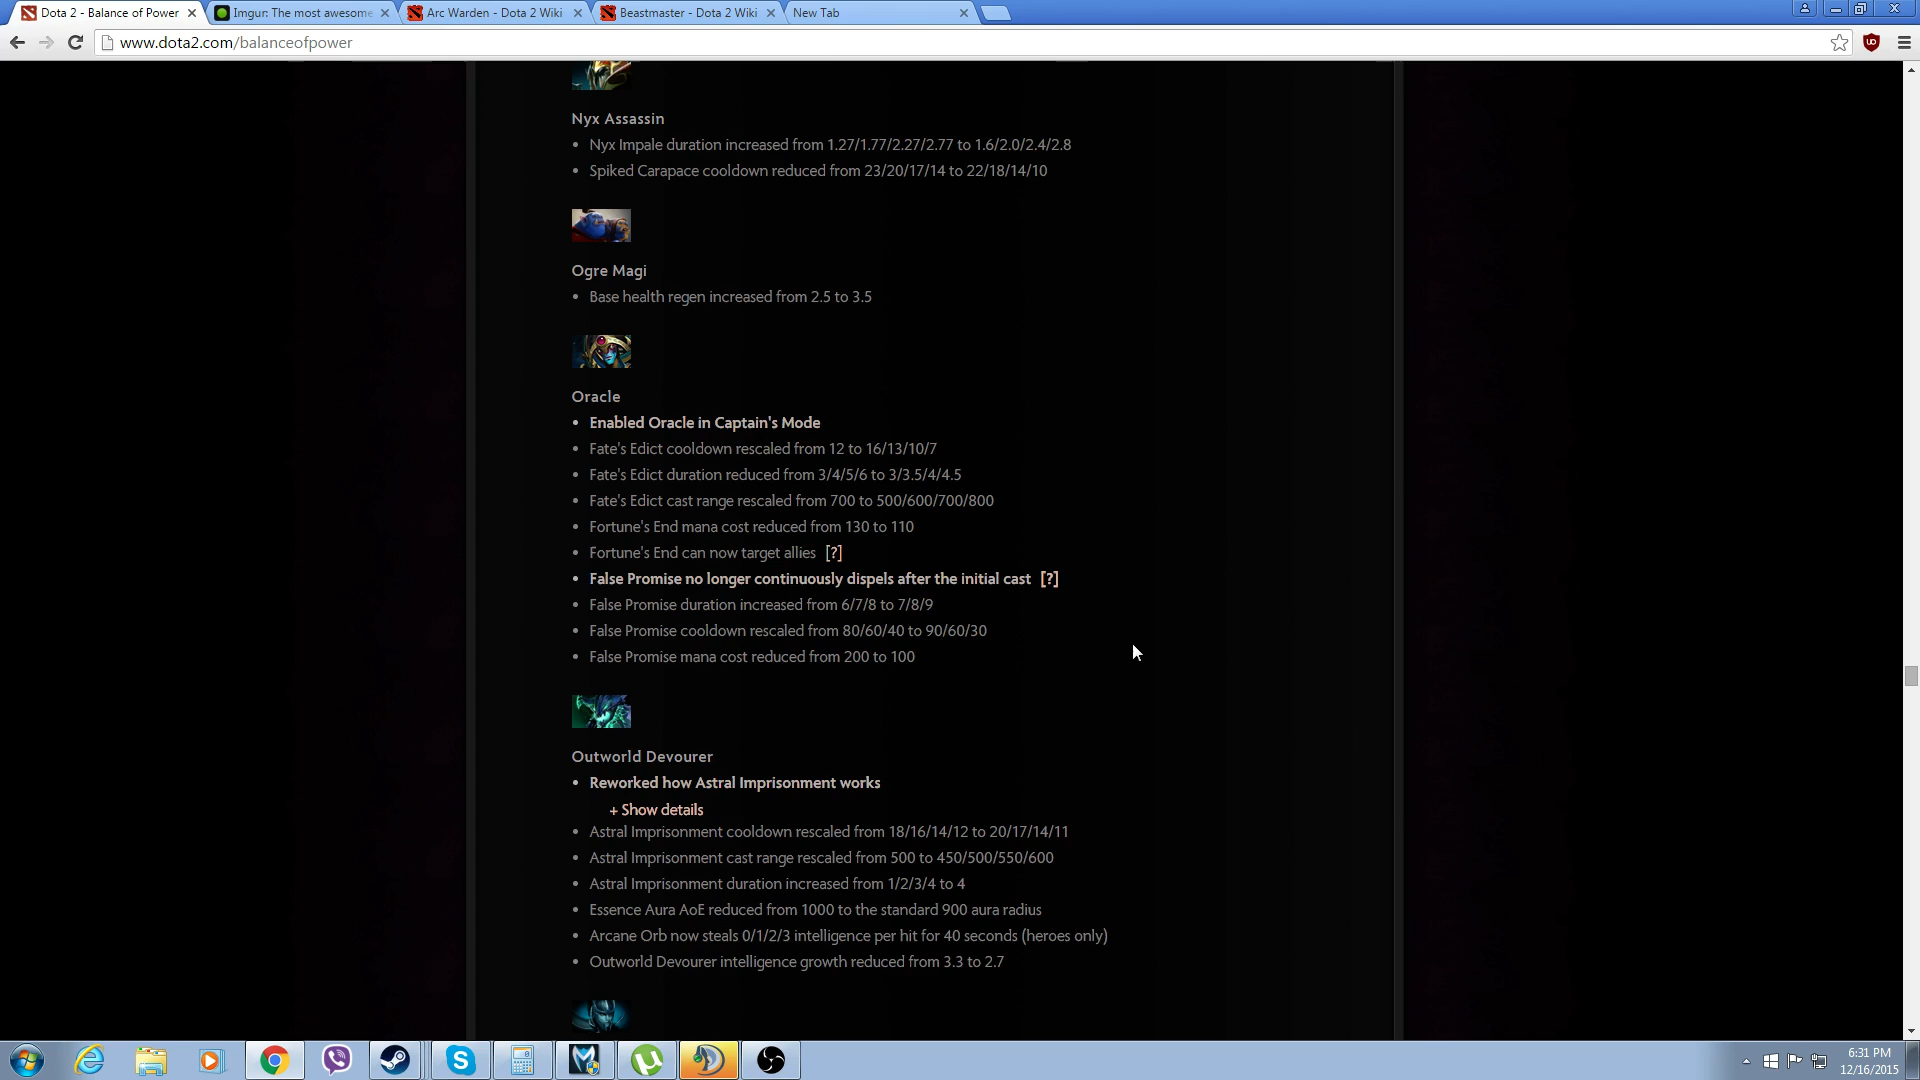 Dota 2 - Balance of Power
Imgur: The most awesome
Arc Warden - Dota 2 Wiki
Beastmaster - Dota 2 Wiki
New Tab
www.dota2.com/balanceofpower
Nyx Assassin
• Nyx Impale duration increased from 1.27/1.77/2.27/2.77 to 1.6/2.0/2.4/2.8
• Spiked Carapace cooldown reduced from 23/20/17/14 to 22/18/14/10
Ogre Magi
• Base health regen increased from 2.5 to 3.5
Oracle
• Enabled Oracle in Captain's Mode
• Fate's Edict cooldown rescaled from 12 to 16/13/10/7
• Fate's Edict duration reduced from 3/4/5/6 to 3/3.5/4/4.5
• Fate's Edict cast range rescaled from 700 to 500/600/700/800
• Fortune's End mana cost reduced from 130 to 110
• Fortune's End can now target allies [?]
• False Promise no longer continuously dispels after the initial cast [?]
• False Promise duration increased from 6/7/8 to 7/8/9
• False Promise cooldown rescaled from 80/60/40 to 90/60/30
• False Promise mana cost reduced from 200 to 100
Outworld Devourer
• Reworked how Astral Imprisonment works
+ Show details
• Astral Imprisonment cooldown rescaled from 18/16/14/12 to 20/17/14/11
• Astral Imprisonment cast range rescaled from 500 to 450/500/550/600
• Astral Imprisonment duration increased from 1/2/3/4 to 4
• Essence Aura AoE reduced from 1000 to the standard 900 aura radius
• Arcane Orb now steals 0/1/2/3 intelligence per hit for 40 seconds (heroes only)
• Outworld Devourer intelligence growth reduced from 3.3 to 2.7
6:31 PM
12/16/2015